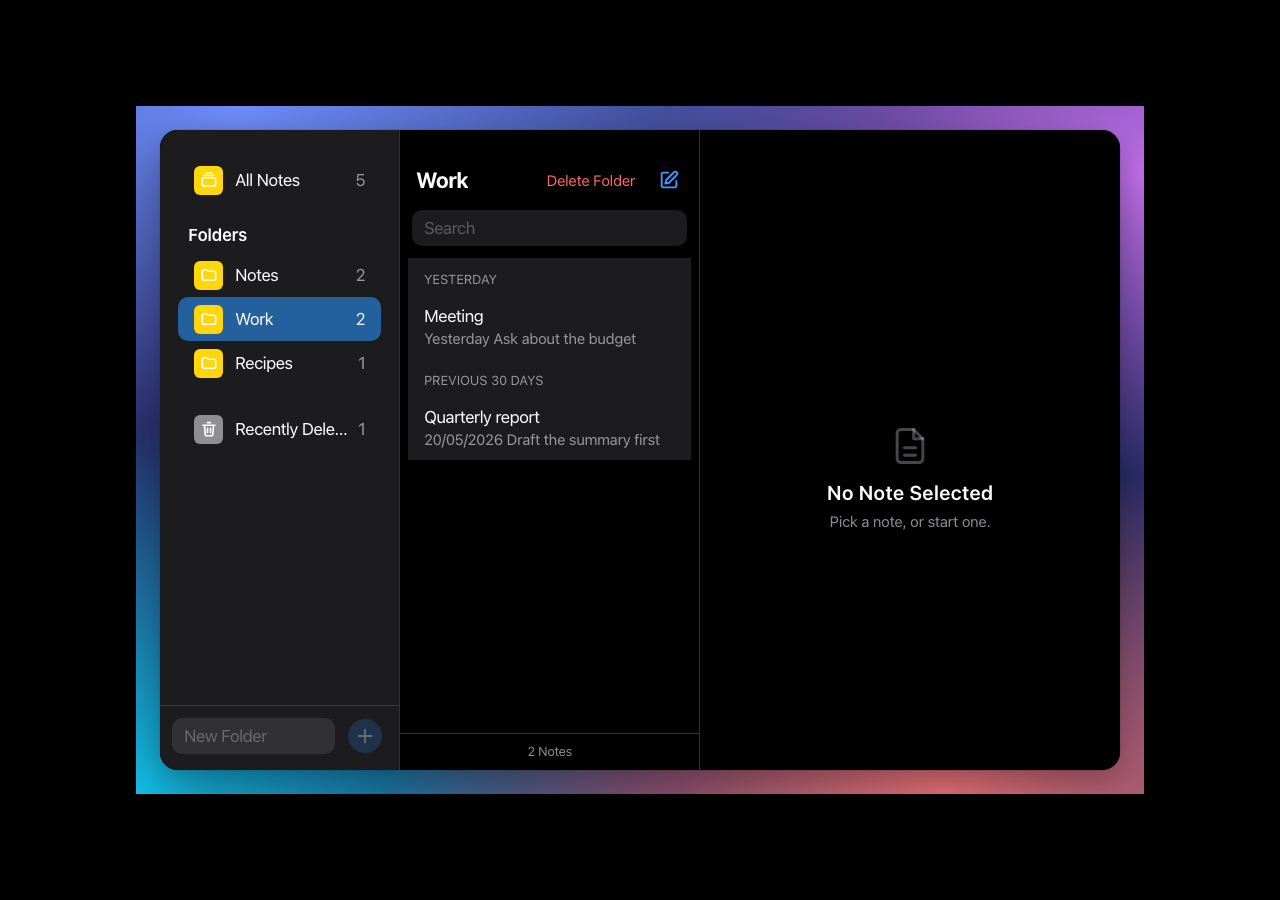 All Notes 5
Folders
Notes 2
Work 2
Recipes 1
Recently Dele... 1
New Folder
Work Delete Folder
Search
YESTERDAY
Meeting
Yesterday Ask about the budget
PREVIOUS 30 DAYS
Quarterly report
20/05/2026 Draft the summary first
2 Notes
No Note Selected
Pick a note, or start one.